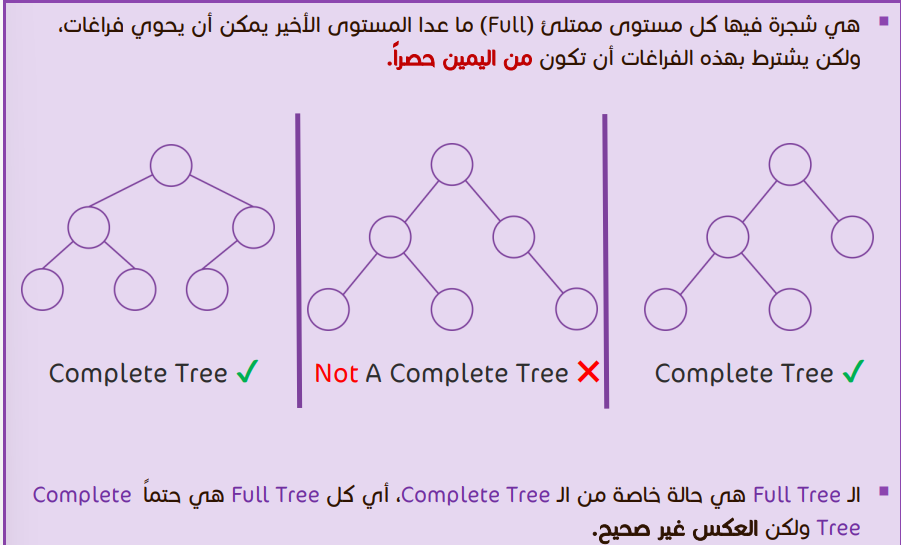 هي شجرة فيها كل مستوى ممتلئ (Full) ما عدا المستوى الأخير يمكن أن يحوي فراغات،
ولكن يشترط بهذه الفراغات أن تكون من اليمين حصراً.
Complete Tree ✓
Not A Complete Tree ✕
Complete Tree ✓
الـ Full Tree هي حالة خاصة من الـ Complete Tree، أي كل Full Tree هي حتماً Complete
Tree ولكن العكس غير صحيح.